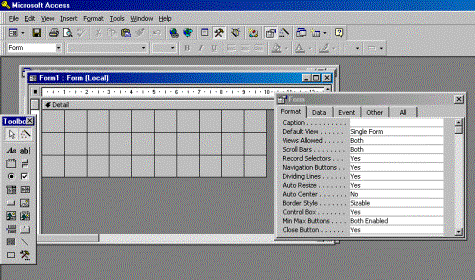 Microsoft Access
File Edit View Insert Format Tools Window Help
Form
Form1 : Form (Local)
Detail
Toolbox
Aa ab|
Form
Format Data Event Other All
Caption . . . . . . . . . .
Default View . . . . . Single Form
Views Allowed . . . . Both
Scroll Bars . . . . . . . Both
Record Selectors . . . Yes
Navigation Buttons . . Yes
Dividing Lines . . . . . Yes
Auto Resize . . . . . . Yes
Auto Center . . . . . . No
Border Style . . . . . . Sizable
Control Box . . . . . . Yes
Min Max Buttons . . . Both Enabled
Close Button . . . . . Yes